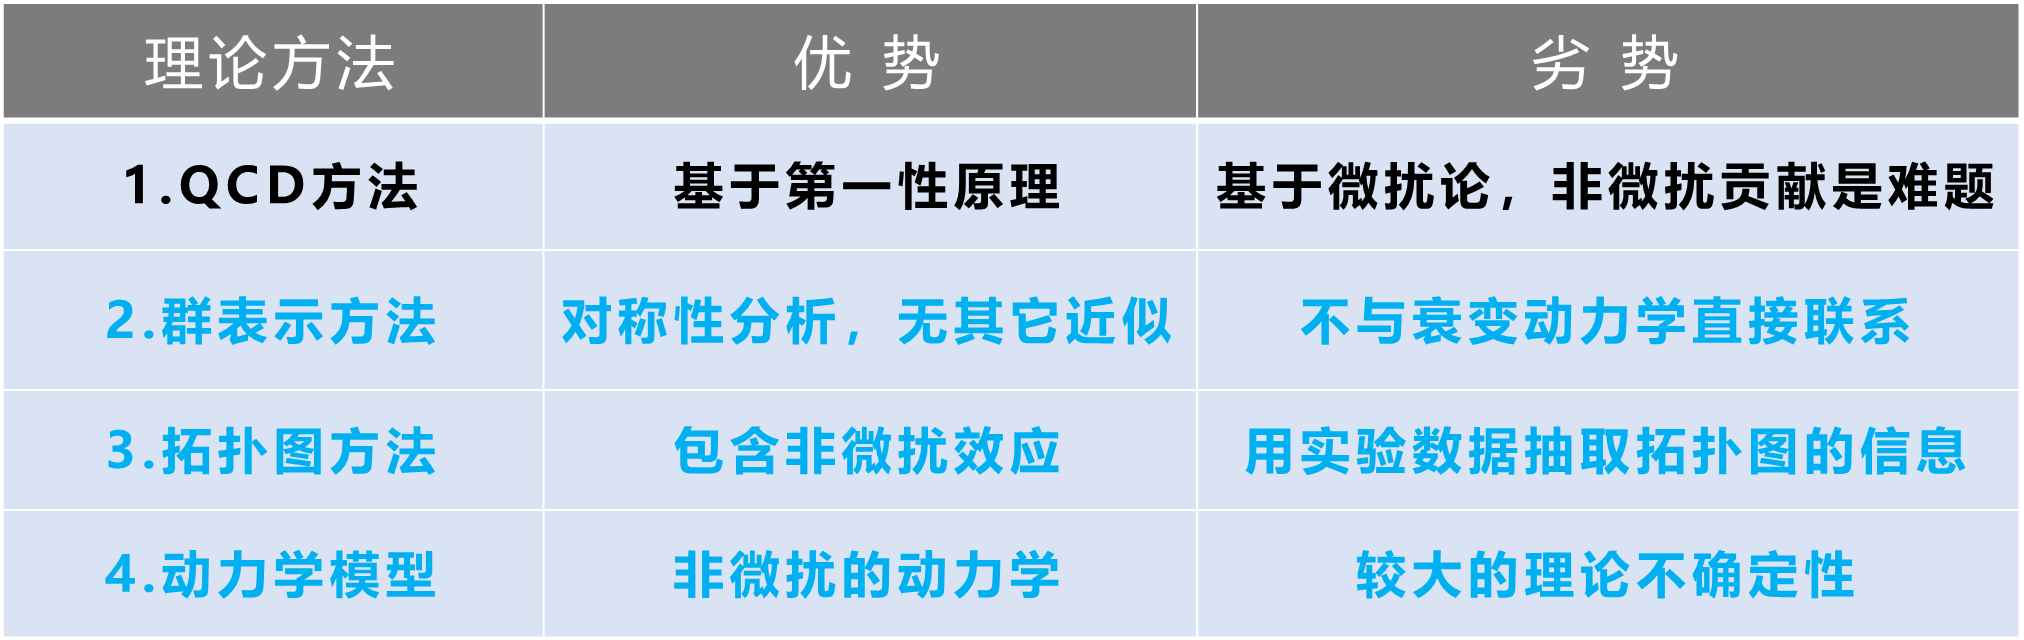 理论方法 优 势 劣 势
1.QCD方法 基于第一性原理 基于微扰论，非微扰贡献是难题
2.群表示方法 对称性分析，无其它近似 不与衰变动力学直接联系
3.拓扑图方法 包含非微扰效应 用实验数据抽取拓扑图的信息
4.动力学模型 非微扰的动力学 较大的理论不确定性